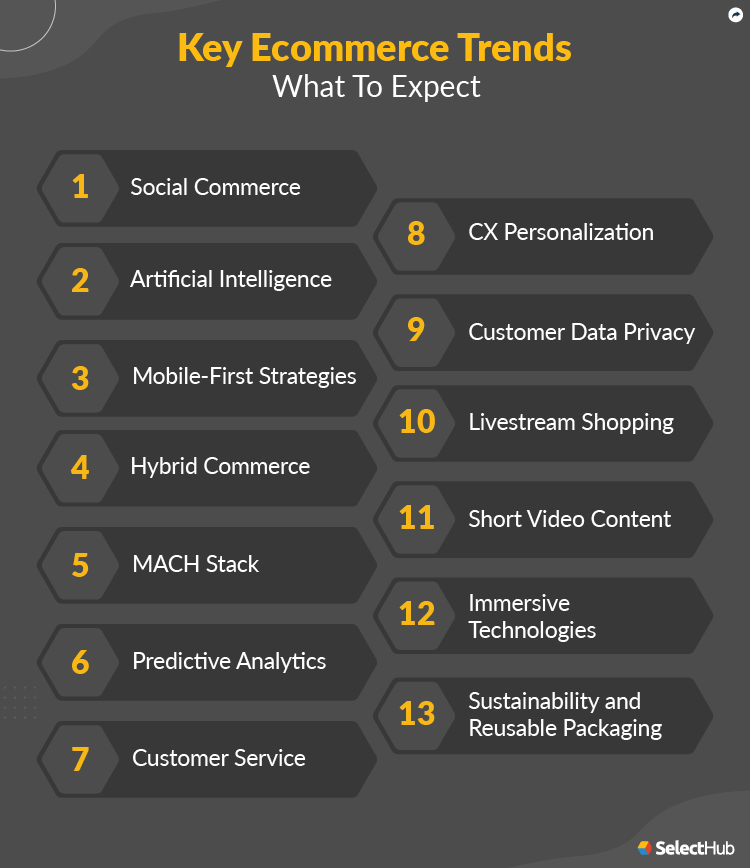 Key Ecommerce Trends
What To Expect
1
Social Commerce
2
Artificial Intelligence
3
Mobile-First Strategies
4
Hybrid Commerce
5
MACH Stack
6
Predictive Analytics
7
Customer Service
8
CX Personalization
9
Customer Data Privacy
10
Livestream Shopping
11
Short Video Content
12
Immersive
Technologies
13
Sustainability and
Reusable Packaging
SelectHub